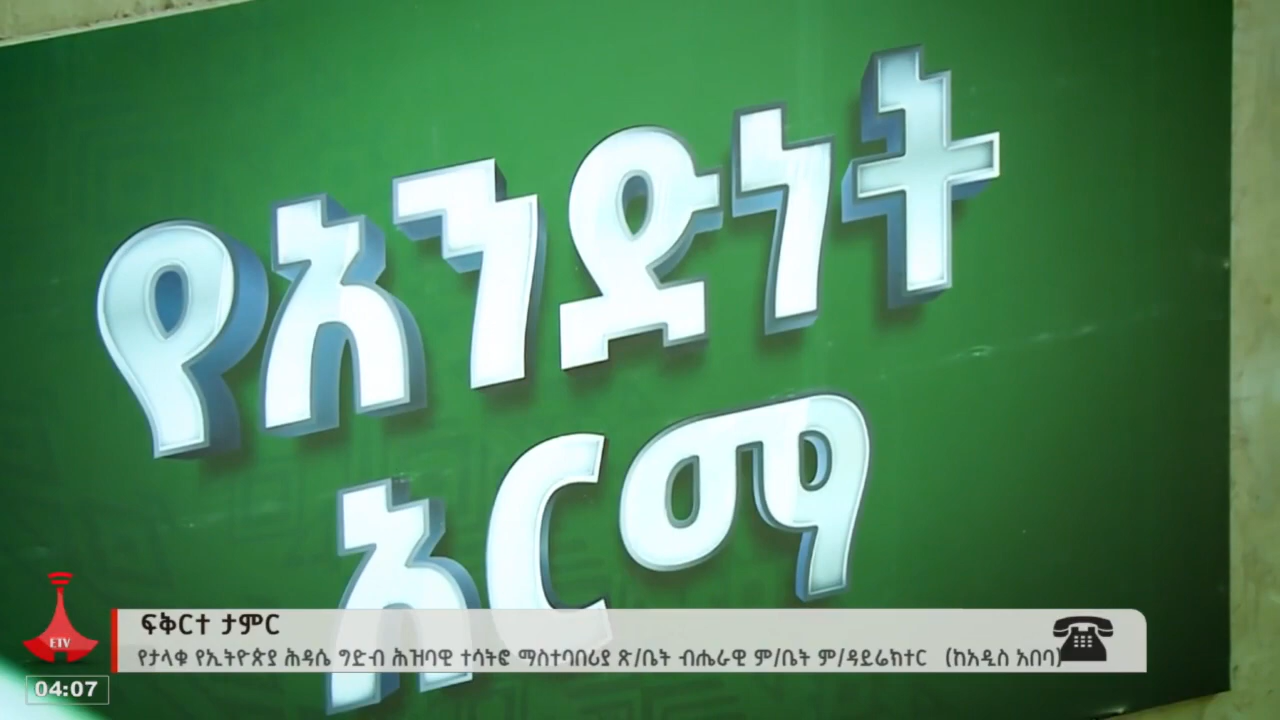 የአንድነት
አርማ
ፍቅርተ ታምር
የታላቁ የኢትዮጵያ ሕዳሴ ግድብ ሕዝባዊ ተሳትፎ ማስተባበሪያ ጽ/ቤት ብሔራዊ ም/ቤት ም/ዳይሬክተር (ከአዲስ አበባ)
ETV
04:07